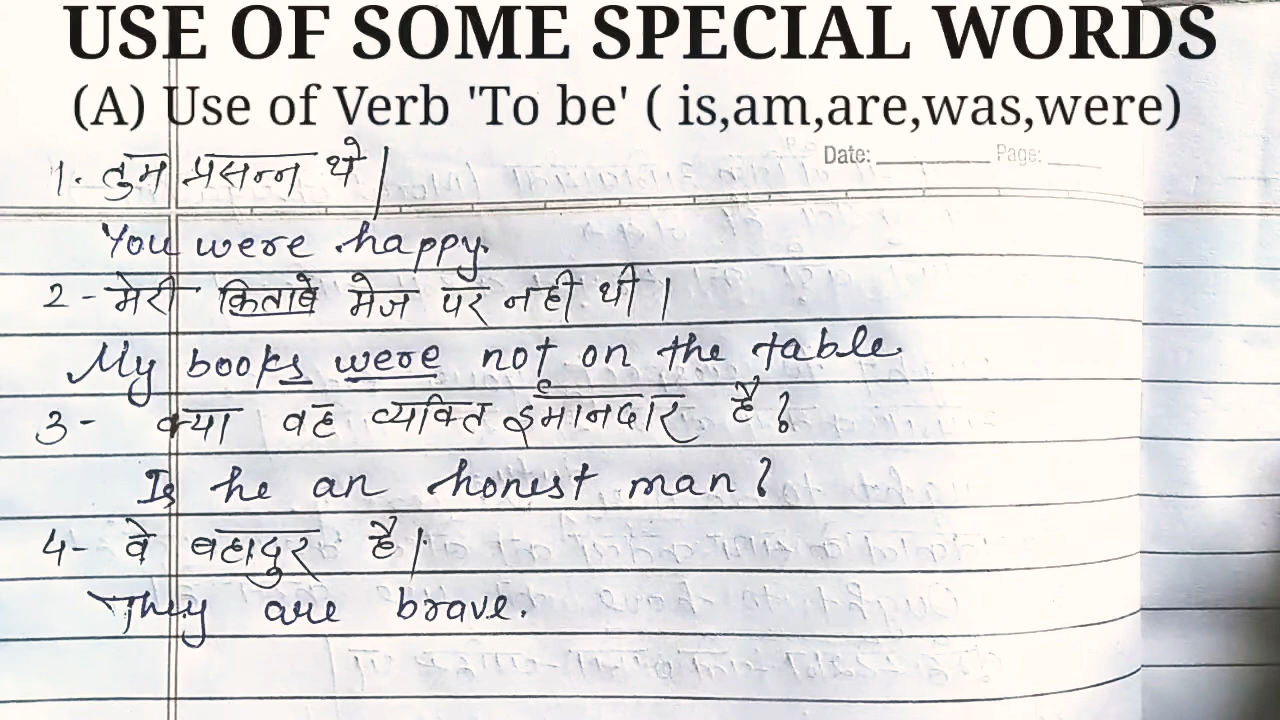 USE OF SOME SPECIAL WORDS
(A) Use of Verb 'To be' ( is,am,are,was,were)
Date: Page:
1. तुम प्रसन्न थे।
You were happy.
2 - मेरी किताबे मेज पर नही थी।
My books were not on the table
3 - क्या वह व्यक्ति ईमानदार है?
Is he an honest man?
4- वे बहादुर है।
They are brave.